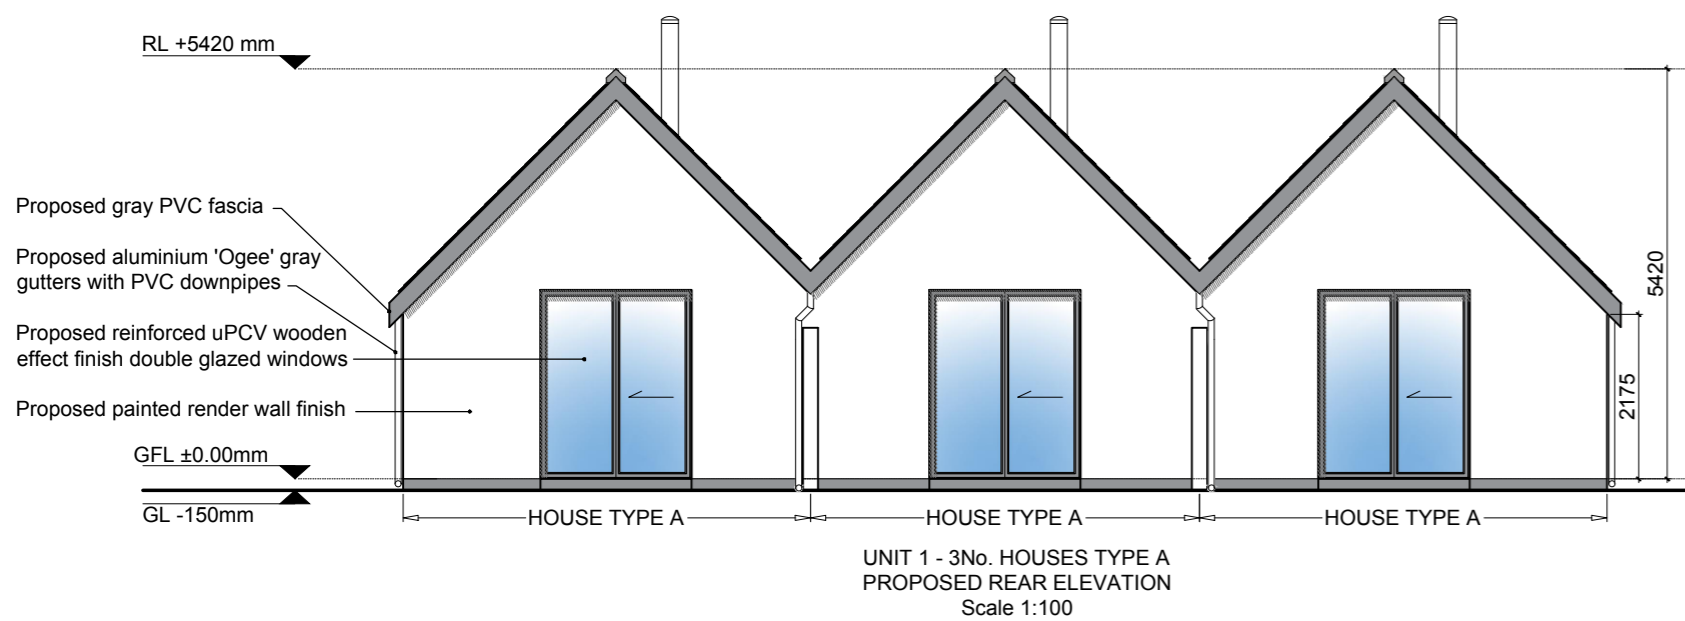 RL +5420 mm
Proposed gray PVC fascia
Proposed aluminium 'Ogee' gray
gutters with PVC downpipes
Proposed reinforced uPCV wooden
effect finish double glazed windows
Proposed painted render wall finish
GFL ±0.00mm
GL -150mm
5420
2175
HOUSE TYPE A
HOUSE TYPE A
HOUSE TYPE A
UNIT 1 - 3No. HOUSES TYPE A
PROPOSED REAR ELEVATION
Scale 1:100